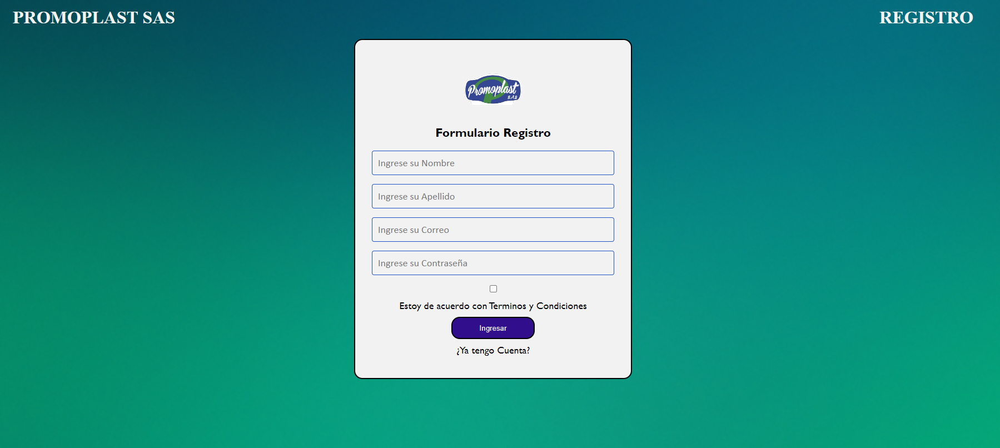 PROMOPLAST SAS
REGISTRO
Promoplast
S.A.S
Formulario Registro
Ingrese su Nombre
Ingrese su Apellido
Ingrese su Correo
Ingrese su Contraseña
Estoy de acuerdo con Terminos y Condiciones
Ingresar
¿Ya tengo Cuenta?